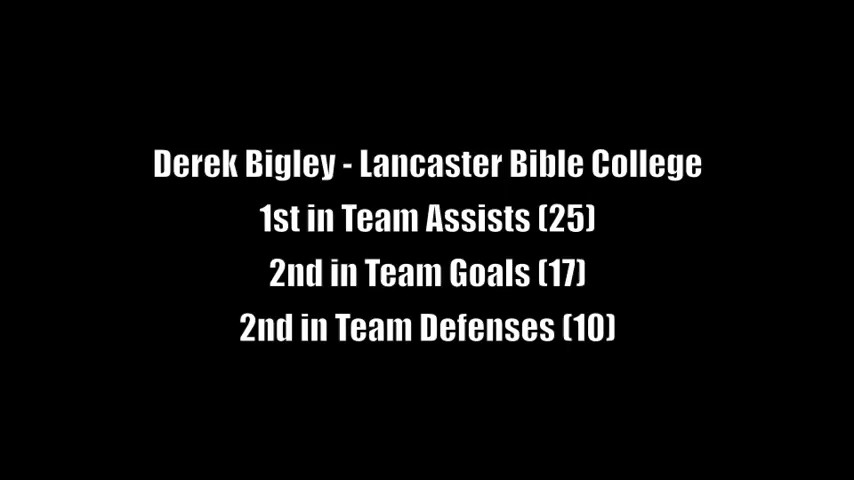 Derek Bigley - Lancaster Bible College
1st in Team Assists (25)
2nd in Team Goals (17)
2nd in Team Defenses (10)